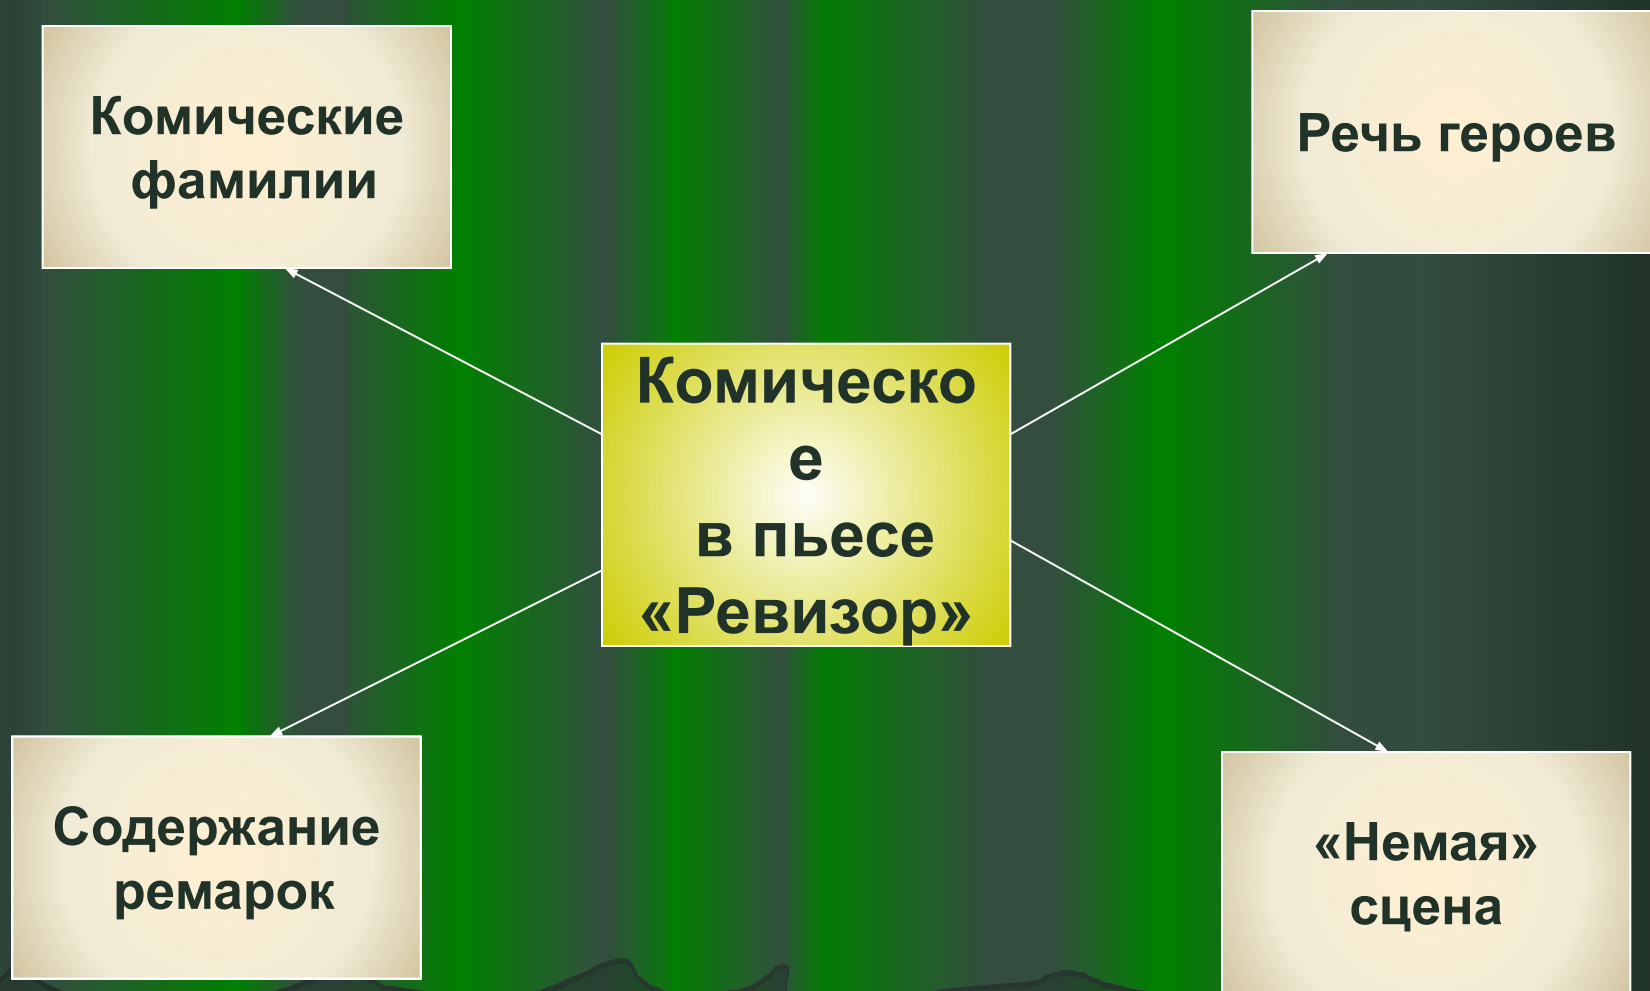 Комические
фамилии
Речь героев
Комическо
е
в пьесе
«Ревизор»
Содержание
ремарок
«Немая»
сцена